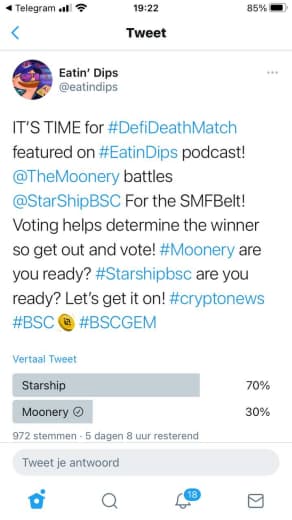 Telegram 19:22 85%
Tweet
Eatin' Dips
@eatindips
IT'S TIME for #DefiDeathMatch
featured on #EatinDips podcast!
@TheMoonery battles
@StarShipBSC For the SMFBelt!
Voting helps determine the winner
so get out and vote! #Moonery are
you ready? #Starshipbsc are you
ready? Let's get it on! #cryptonews
#BSC #BSCGEM
Vertaal Tweet
Starship 70%
Moonery 30%
972 stemmen · 5 dagen 8 uur resterend
Tweet je antwoord
18